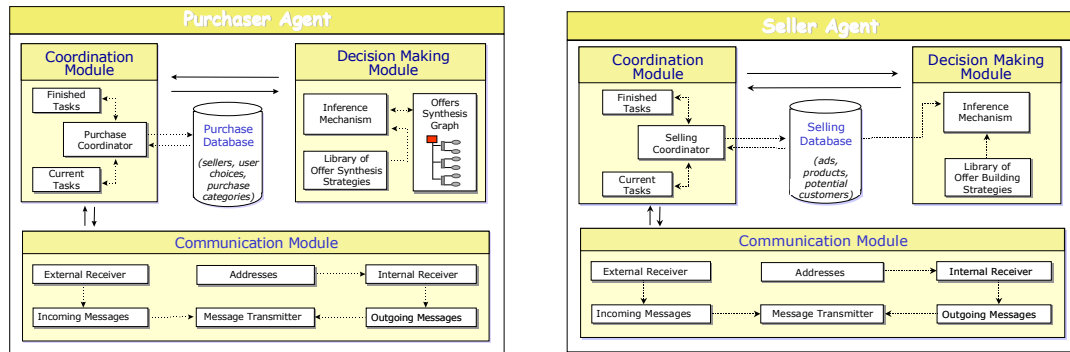 Purchaser Agent
Coordination
Module
Finished
Tasks
Purchase
Coordinator
Current
Tasks
Purchase
Database
(sellers, user
choices,
purchase
categories)
Decision Making
Module
Inference
Mechanism
Library of
Offer Synthesis
Strategies
Offers
Synthesis
Graph
Communication Module
External Receiver
Addresses
Internal Receiver
Incoming Messages
Message Transmitter
Outgoing Messages
Seller Agent
Coordination
Module
Finished
Tasks
Selling
Coordinator
Current
Tasks
Selling
Database
(ads,
products,
potential
customers)
Decision Making
Module
Inference
Mechanism
Library of
Offer Building
Strategies
Communication Module
External Receiver
Addresses
Internal Receiver
Incoming Messages
Message Transmitter
Outgoing Messages